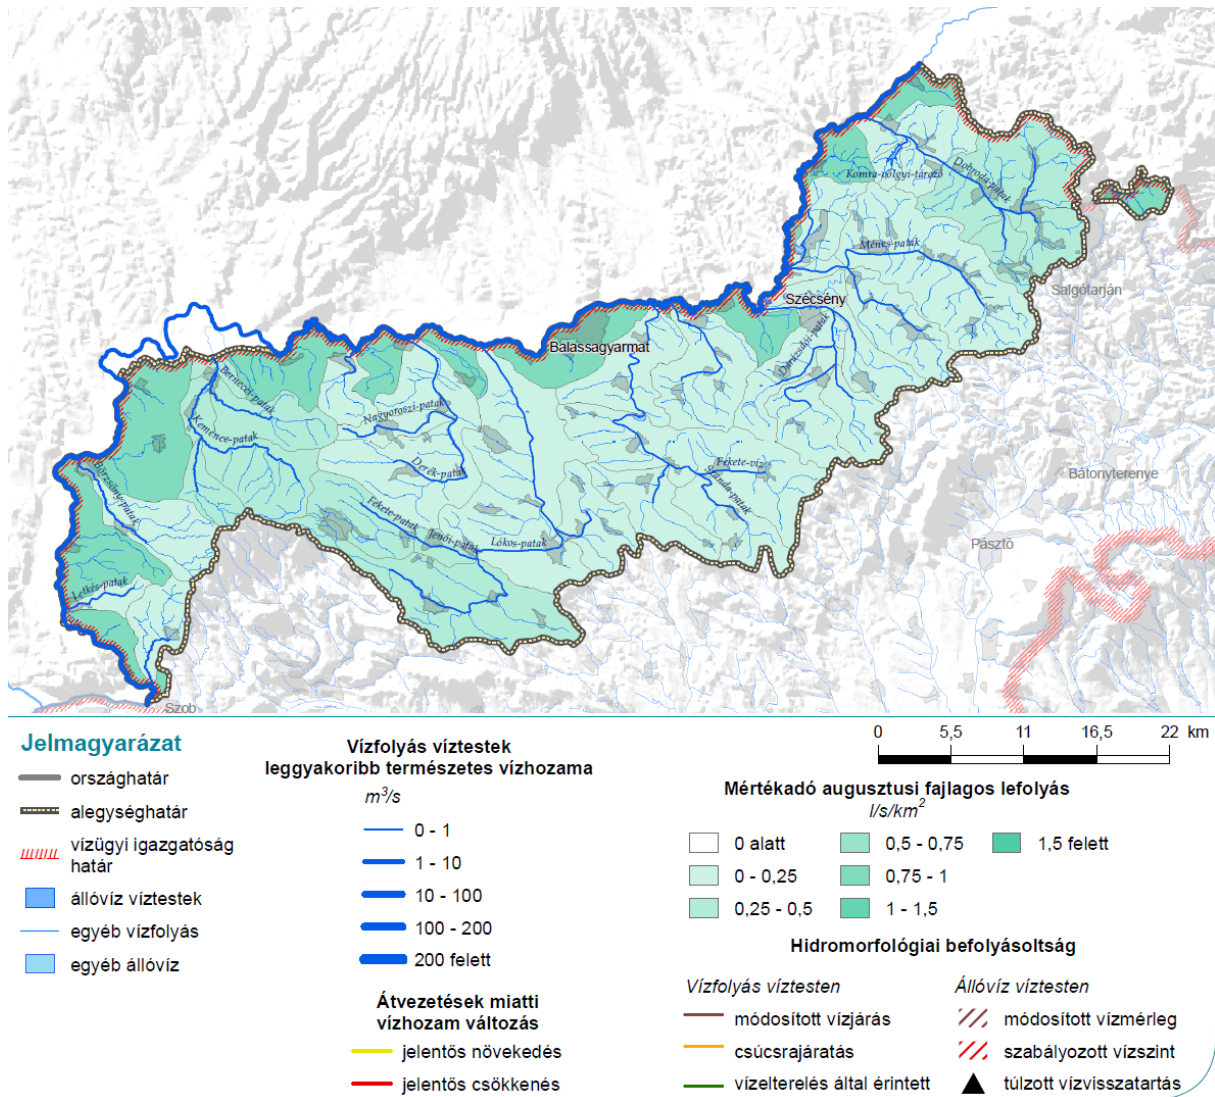 Dobroda-patak
Komra-völgyi-tározó
Ménes-patak
Salgótarján
Szécsény
Darázsdói-patak
Balassagyarmat
Bernecei-patak
Nagyoroszi-patak
Kemence-patak
Derék-patak
Fekete-víz
Szanda-patak
Bátonyterenye
Börzsöny-patak
Fekete-patak
Jenői-patak
Lókos-patak
Pásztó
Letkés-patak
Szob
Jelmagyarázat
országhatár
alegységhatár
vízügyi igazgatóság
határ
állóvíz víztestek
egyéb vízfolyás
egyéb állóvíz
Vízfolyás víztestek
leggyakoribb természetes vízhozama
m³/s
0 - 1
1 - 10
10 - 100
100 - 200
200 felett
Átvezetések miatti
vízhozam változás
jelentős növekedés
jelentős csökkenés
0 5,5 11 16,5 22 km
Mértékadó augusztusi fajlagos lefolyás
l/s/km²
0 alatt
0 - 0,25
0,25 - 0,5
0,5 - 0,75
0,75 - 1
1 - 1,5
1,5 felett
Hidromorfológiai befolyásoltság
Vízfolyás víztesten
módosított vízjárás
csúcsrajáratás
vízelterelés által érintett
Állóvíz víztesten
módosított vízmérleg
szabályozott vízszint
túlzott vízvisszatartás